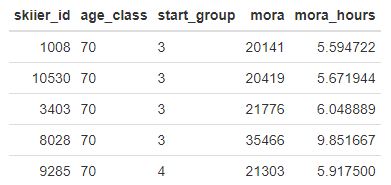 skiier_id age_class start_group mora mora_hours
1008 70 3 20141 5.594722
10530 70 3 20419 5.671944
3403 70 3 21776 6.048889
8028 70 3 35466 9.851667
9285 70 4 21303 5.917500